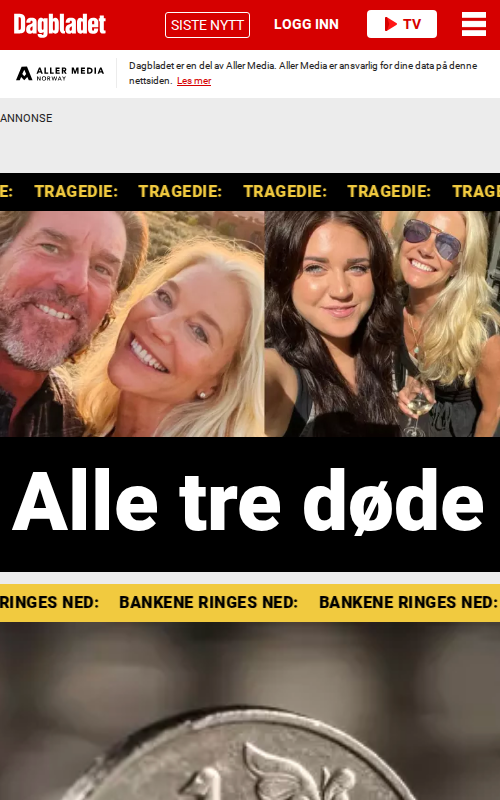 Dagbladet
SISTE NYTT
LOGG INN
TV
ALLER MEDIA
NORWAY
Dagbladet er en del av Aller Media. Aller Media er ansvarlig for dine data på denne
nettsiden. Les mer
ANNONSE
E: TRAGEDIE: TRAGEDIE: TRAGEDIE: TRAGEDIE: TRAGE
Alle tre døde
RINGES NED: BANKENE RINGES NED: BANKENE RINGES NED: